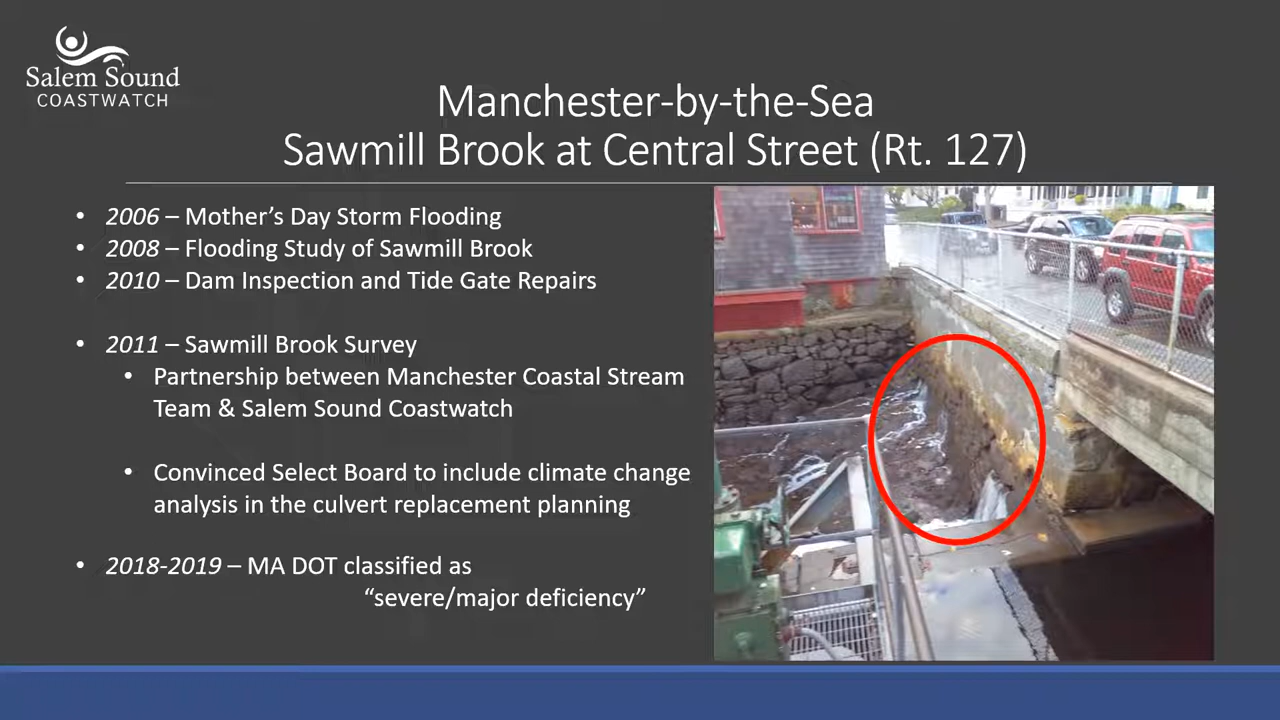 Salem Sound
COASTWATCH
Manchester-by-the-Sea
Sawmill Brook at Central Street (Rt. 127)
• 2006 – Mother’s Day Storm Flooding
• 2008 – Flooding Study of Sawmill Brook
• 2010 – Dam Inspection and Tide Gate Repairs
• 2011 – Sawmill Brook Survey
• Partnership between Manchester Coastal Stream
Team & Salem Sound Coastwatch
• Convinced Select Board to include climate change
analysis in the culvert replacement planning
• 2018-2019 – MA DOT classified as
“severe/major deficiency”